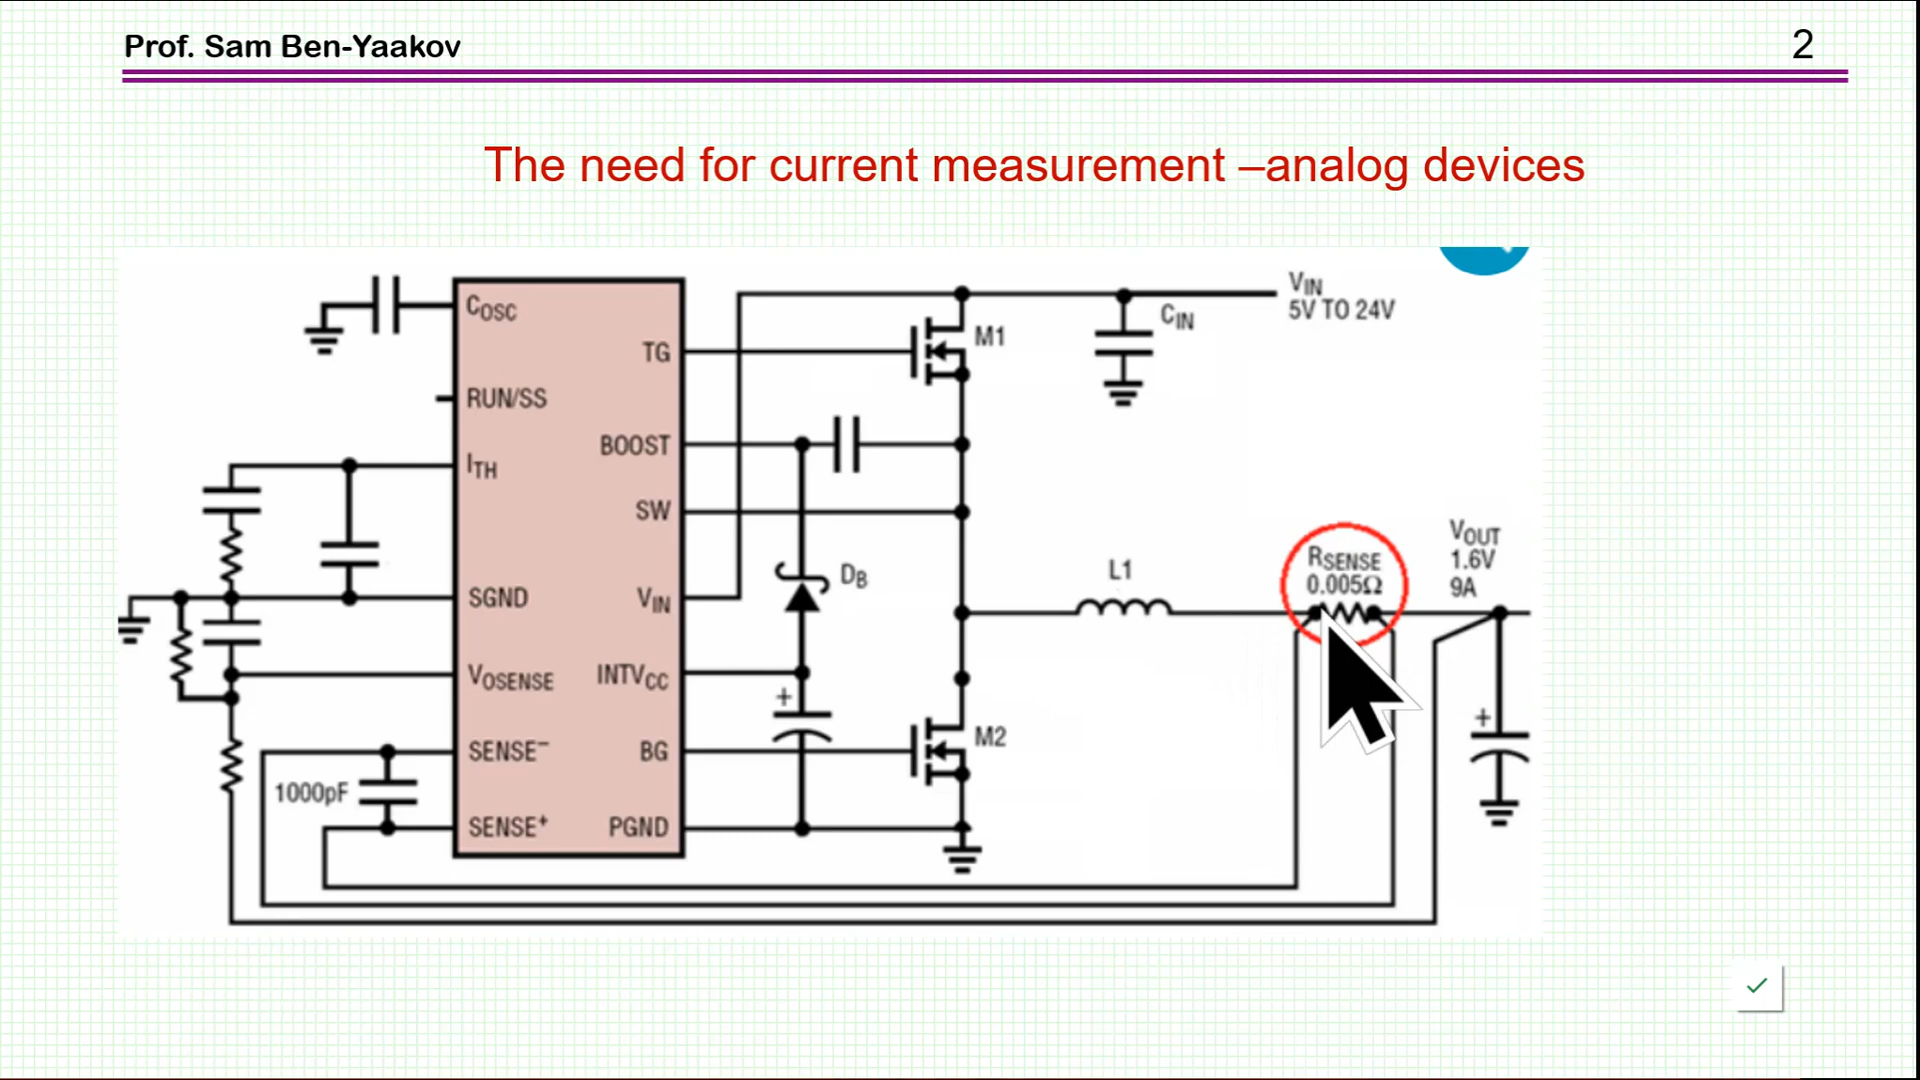 Prof. Sam Ben-Yaakov
2
The need for current measurement –analog devices
COSC
RUN/SS
ITH
SGND
VOSENSE
SENSE−
SENSE+
1000pF
TG
BOOST
SW
VIN
INTVCC
BG
PGND
M1
CIN
VIN
5V TO 24V
DB
+
M2
L1
RSENSE
0.005Ω
VOUT
1.6V
9A
+